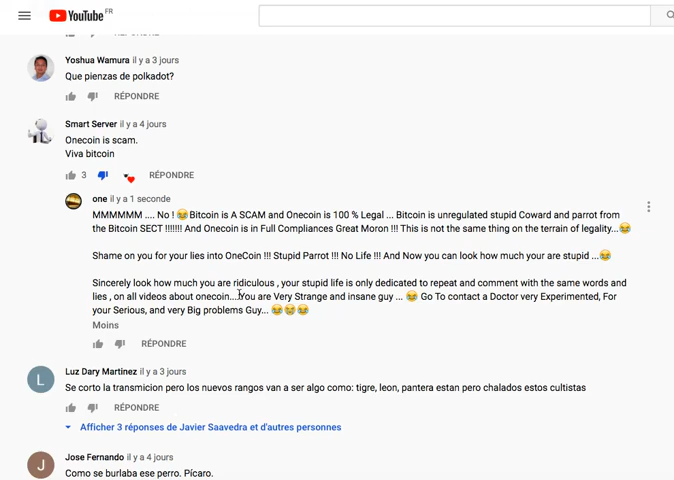 YouTube FR
RÉPONDRE
Yoshua Wamura il y a 3 jours
Que pienzas de polkadot?
RÉPONDRE
Smart Server il y a 4 jours
Onecoin is scam.
Viva bitcoin
3 RÉPONDRE
one il y a 1 seconde
MMMMMM .... No ! 😂Bitcoin is A SCAM and Onecoin is 100 % Legal ... Bitcoin is unregulated stupid Coward and parrot from
the Bitcoin SECT !!!!!!! And Onecoin is in Full Compliances Great Moron !!! This is not the same thing on the terrain of legality...😂
Shame on you for your lies into OneCoin !!! Stupid Parrot !!! No Life !!! And Now you can look how much your are stupid ...😂
Sincerely look how much you are ridiculous , your stupid life is only dedicated to repeat and comment with the same words and
lies , on all videos about onecoin....You are Very Strange and insane guy ... 😂 Go To contact a Doctor very Experimented, For
your Serious, and very Big problems Guy... 😂😂😂
Moins
RÉPONDRE
L
Luz Dary Martinez il y a 3 jours
Se corto la transmicion pero los nuevos rangos van a ser algo como: tigre, leon, pantera estan pero chalados estos cultistas
RÉPONDRE
Afficher 3 réponses de Javier Saavedra et d'autres personnes
J
Jose Fernando il y a 4 jours
Como se burlaba ese perro. Pícaro.